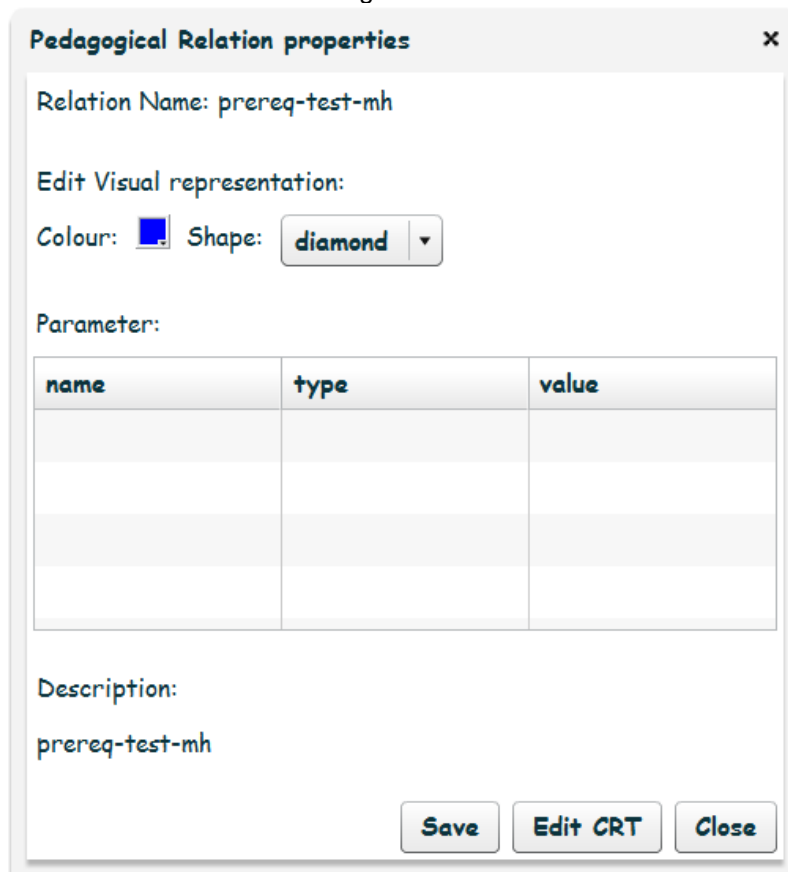 Pedagogical Relation properties ×
Relation Name: prereq-test-mh
Edit Visual representation:
Colour: Shape: diamond
Parameter:
name type value
Description:
prereq-test-mh
Save Edit CRT Close